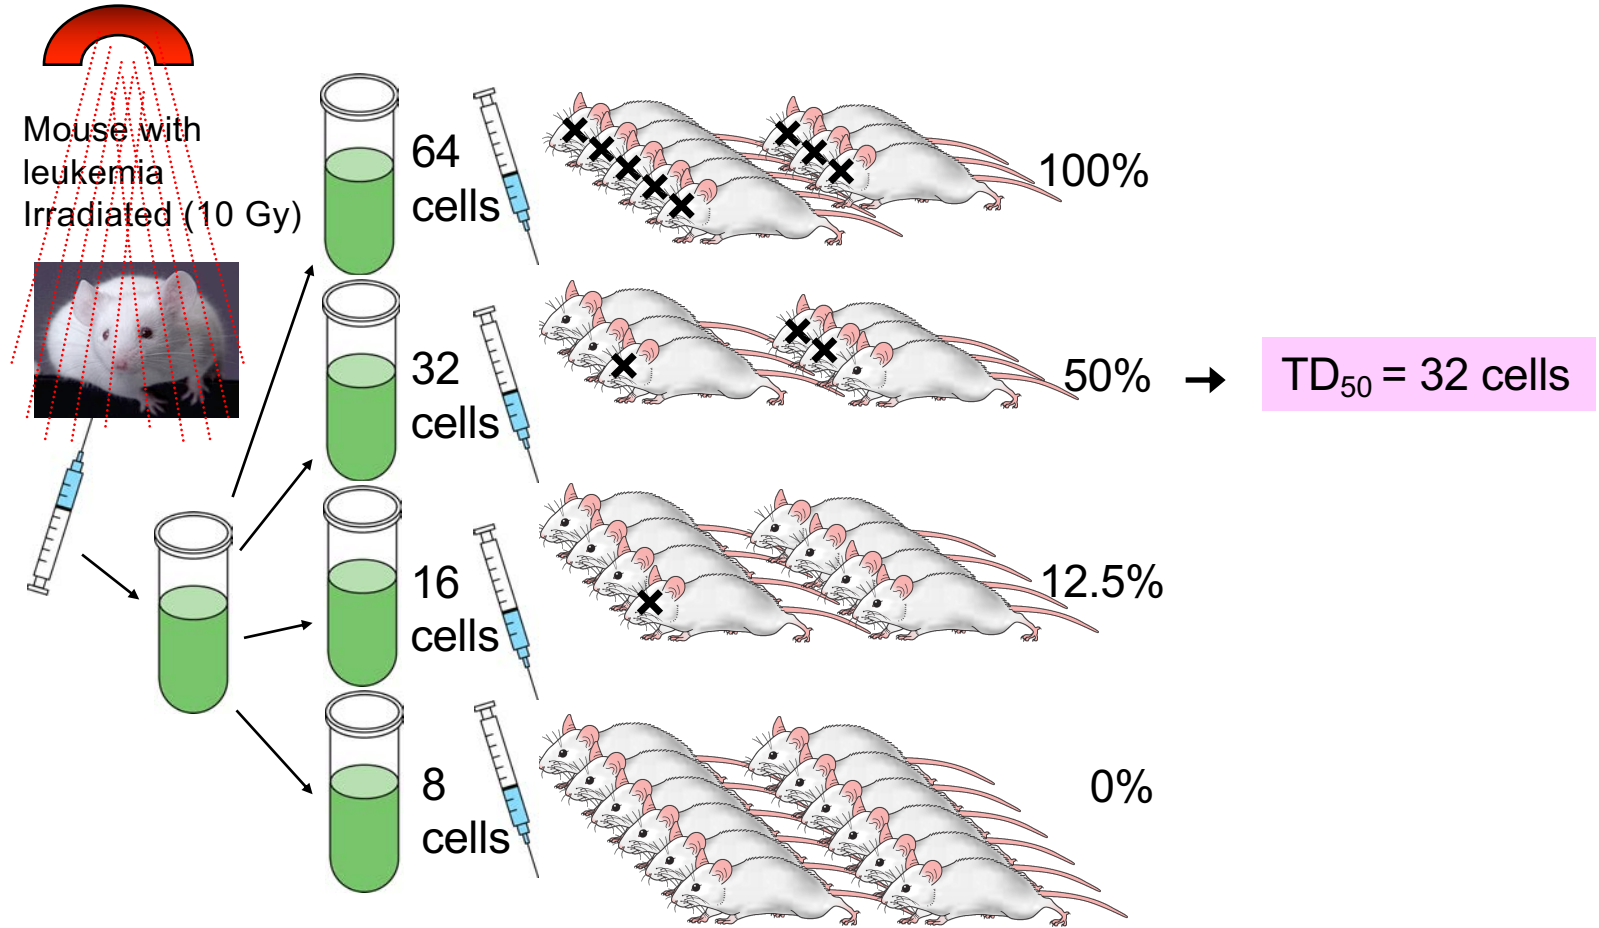 Mouse with
leukemia
Irradiated (10 Gy)
64
cells
100%
32
cells
50%
TD50 = 32 cells
16
cells
12.5%
8
cells
0%